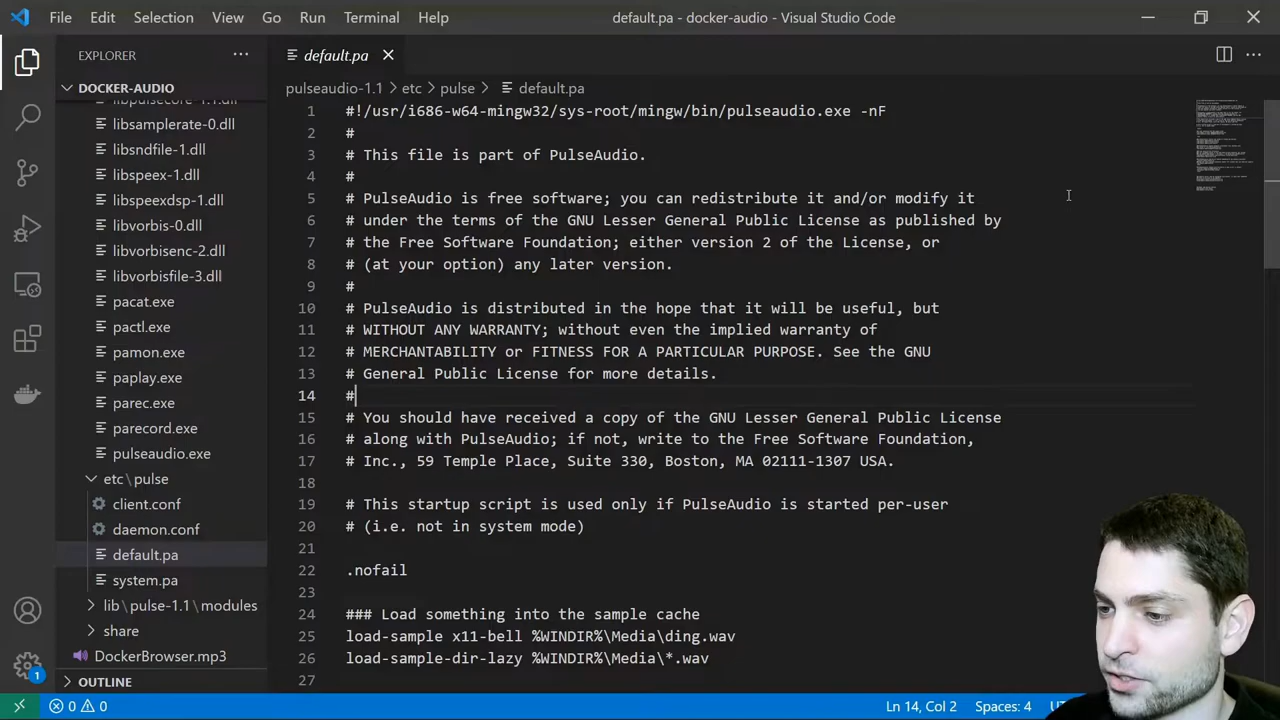 File Edit Selection View Go Run Terminal Help default.pa - docker-audio - Visual Studio Code
EXPLORER
DOCKER-AUDIO
libpulsecore-1.1.dll
libsamplerate-0.dll
libsndfile-1.dll
libspeex-1.dll
libspeexdsp-1.dll
libvorbis-0.dll
libvorbisenc-2.dll
libvorbisfile-3.dll
pacat.exe
pactl.exe
pamon.exe
paplay.exe
parec.exe
parecord.exe
pulseaudio.exe
etc\pulse
client.conf
daemon.conf
default.pa
system.pa
lib\pulse-1.1\modules
share
DockerBrowser.mp3
OUTLINE
default.pa
pulseaudio-1.1 > etc > pulse > default.pa
1 #!/usr/i686-w64-mingw32/sys-root/mingw/bin/pulseaudio.exe -nF
2 #
3 # This file is part of PulseAudio.
4 #
5 # PulseAudio is free software; you can redistribute it and/or modify it
6 # under the terms of the GNU Lesser General Public License as published by
7 # the Free Software Foundation; either version 2 of the License, or
8 # (at your option) any later version.
9 #
10 # PulseAudio is distributed in the hope that it will be useful, but
11 # WITHOUT ANY WARRANTY; without even the implied warranty of
12 # MERCHANTABILITY or FITNESS FOR A PARTICULAR PURPOSE. See the GNU
13 # General Public License for more details.
14 #
15 # You should have received a copy of the GNU Lesser General Public License
16 # along with PulseAudio; if not, write to the Free Software Foundation,
17 # Inc., 59 Temple Place, Suite 330, Boston, MA 02111-1307 USA.
18
19 # This startup script is used only if PulseAudio is started per-user
20 # (i.e. not in system mode)
21
22 .nofail
23
24 ### Load something into the sample cache
25 load-sample x11-bell %WINDIR%\Media\ding.wav
26 load-sample-dir-lazy %WINDIR%\Media\*.wav
27
1
0 0 Ln 14, Col 2 Spaces: 4